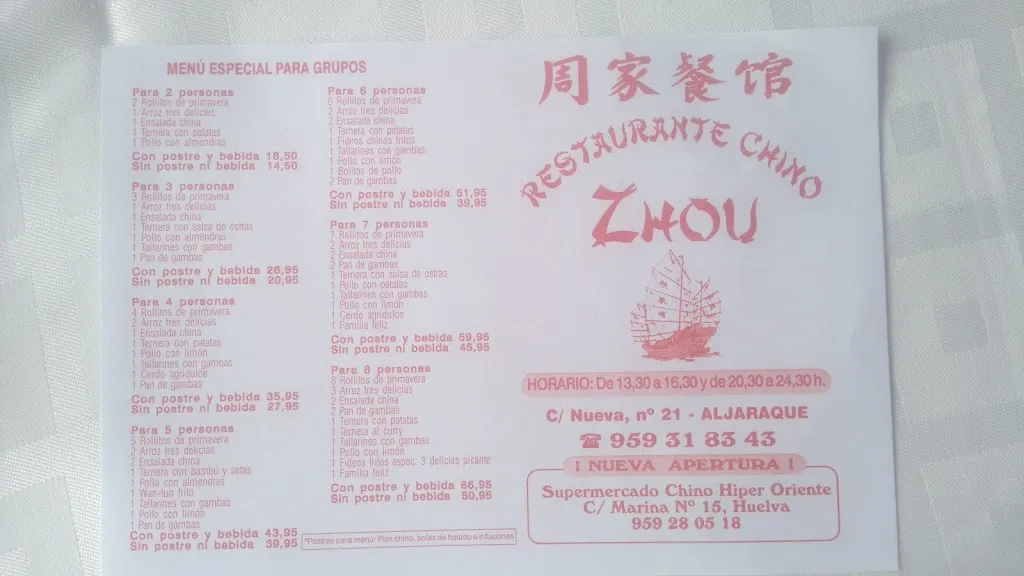 MENÚ ESPECIAL PARA GRUPOS
Para 2 personas
2 Rollitos de primavera
1 Arroz tres delicias
1 Ensalada china
1 Ternera con patatas
1 Pollo con almendras
Con postre y bebida 18,50
Sin postre ni bebida 14,50
Para 3 personas
3 Rollitos de primavera
1 Arroz tres delicias
1 Ensalada china
1 Ternera con salsa de ostras
1 Pollo con almendras
1 Tallarines con gambas
1 Pan de gambas
Con postre y bebida 26,95
Sin postre ni bebida 20,95
Para 4 personas
4 Rollitos de primavera
2 Arroz tres delicias
1 Ensalada china
1 Ternera con patatas
1 Pollo con limón
1 Tallarines con gambas
1 Cerdo agridulce
1 Pan de gambas
Con postre y bebida 35,95
Sin postre ni bebida 27,95
Para 5 personas
5 Rollitos de primavera
2 Arroz tres delicias
2 Ensalada china
1 Ternera con bambú y setas
1 Pollo con almendras
1 Wan-tun frito
1 Tallarines con gambas
1 Pollo con limón
1 Pan de gambas
Con postre y bebida 43,95
Sin postre ni bebida 39,95
Para 6 personas
6 Rollitos de primavera
2 Arroz tres delicias
2 Ensalada china
1 Ternera con patatas
1 Fideos chinos fritos
1 Tallarines con gambas
1 Pollo con limón
1 Bolitas de pollo
2 Pan de gambas
Con postre y bebida 51,95
Sin postre ni bebida 39,95
Para 7 personas
7 Rollitos de primavera
2 Arroz tres delicias
2 Ensalada china
2 Pan de gambas
1 Ternera con salsa de ostras
1 Pollo con patatas
1 Tallarines con gambas
1 Pollo con limón
1 Cerdo agridulce
1 Familia feliz
Con postre y bebida 59,95
Sin postre ni bebida 45,95
Para 8 personas
8 Rollitos de primavera
3 Arroz tres delicias
2 Ensalada china
2 Pan de gambas
1 Ternera con patatas
1 Ternera al curry
1 Tallarines con gambas
1 Pollo con limón
1 Fideos fritos espec. 3 delicias picante
1 Familia feliz
Con postre y bebida 66,95
Sin postre ni bebida 50,95
*Postres para menú: Flan chino, bolas de helado e infusiones
周家餐馆
RESTAURANTE CHINO
ZHOU
HORARIO: De 13,30 a 16,30 y de 20,30 a 24,30 h.
C/ Nueva, nº 21 - ALJARAQUE
☎ 959 31 83 43
¡ NUEVA APERTURA !
Supermercado Chino Hiper Oriente
C/ Marina Nº 15, Huelva
959 28 05 18